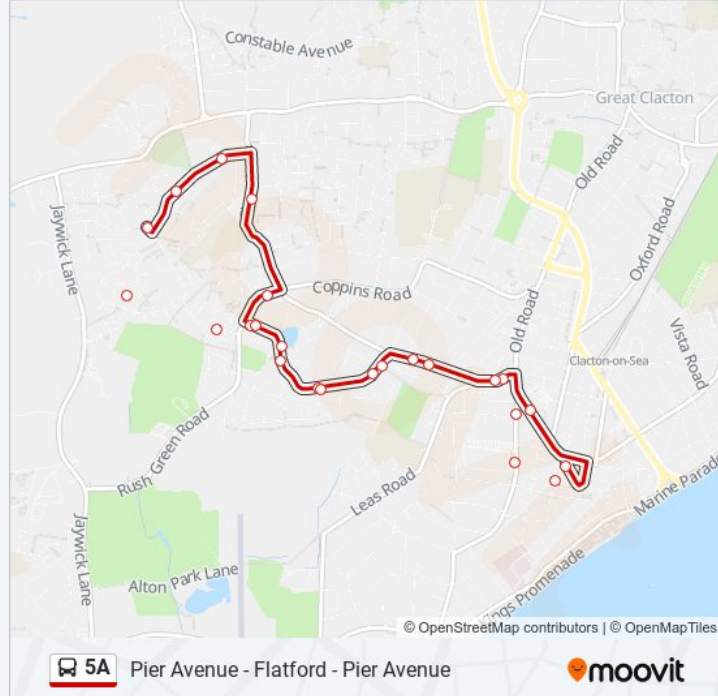 Constable Avenue
Great Clacton
Old Road
Jaywick Lane
Oxford Road
Coppins Road
Old Road
Vista Road
Clacton-on-Sea
Rush Green Road
Leas Road
Marine Parade
Jaywick Lane
Alton Park Lane
Kings Promenade
© OpenStreetMap contributors | © OpenMapTiles
5A Pier Avenue - Flatford - Pier Avenue
moovit